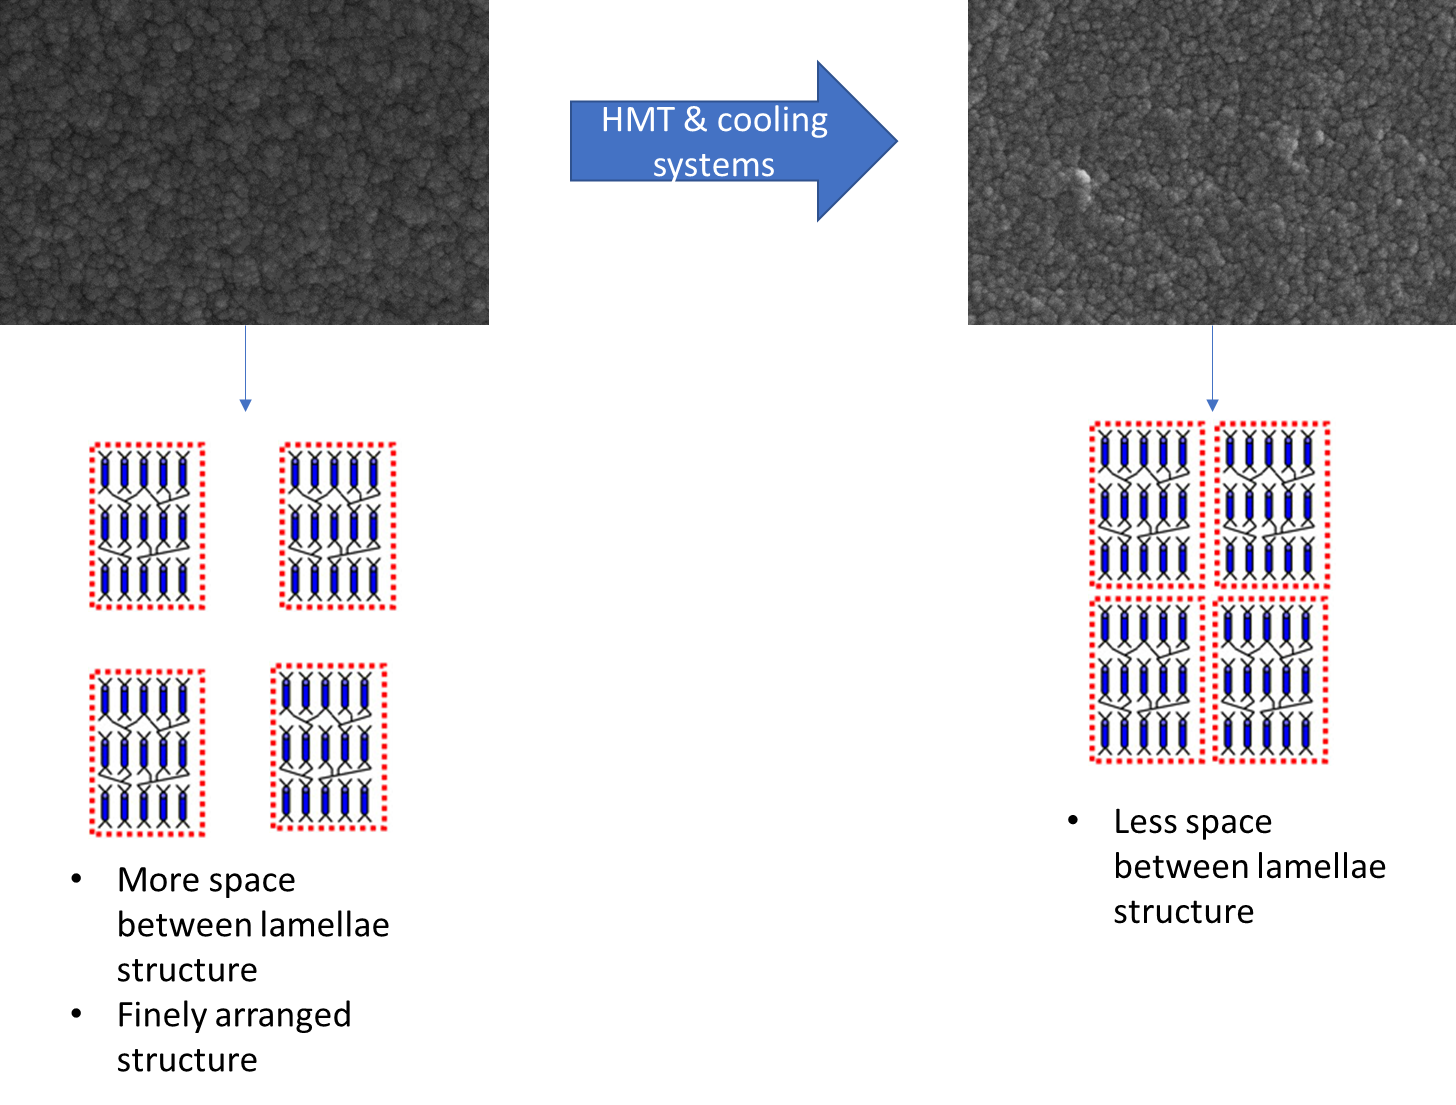 HMT & cooling
systems
• More space
between lamellae
structure
• Finely arranged
structure
• Less space
between lamellae
structure